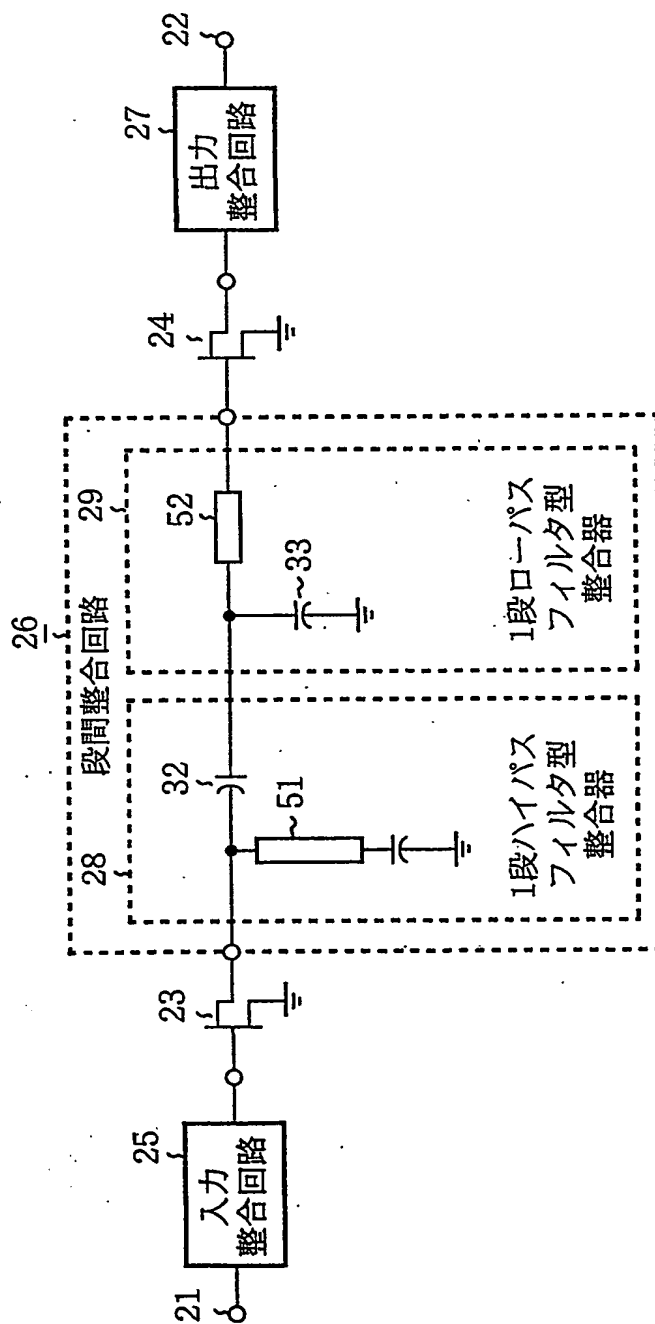 26
段間整合回路
21
25
入力
整合回路
23
28
32
51
1段ハイパス
フィルタ型
整合器
29
52
33
1段ローパス
フィルタ型
整合器
24
27
出力
整合回路
22